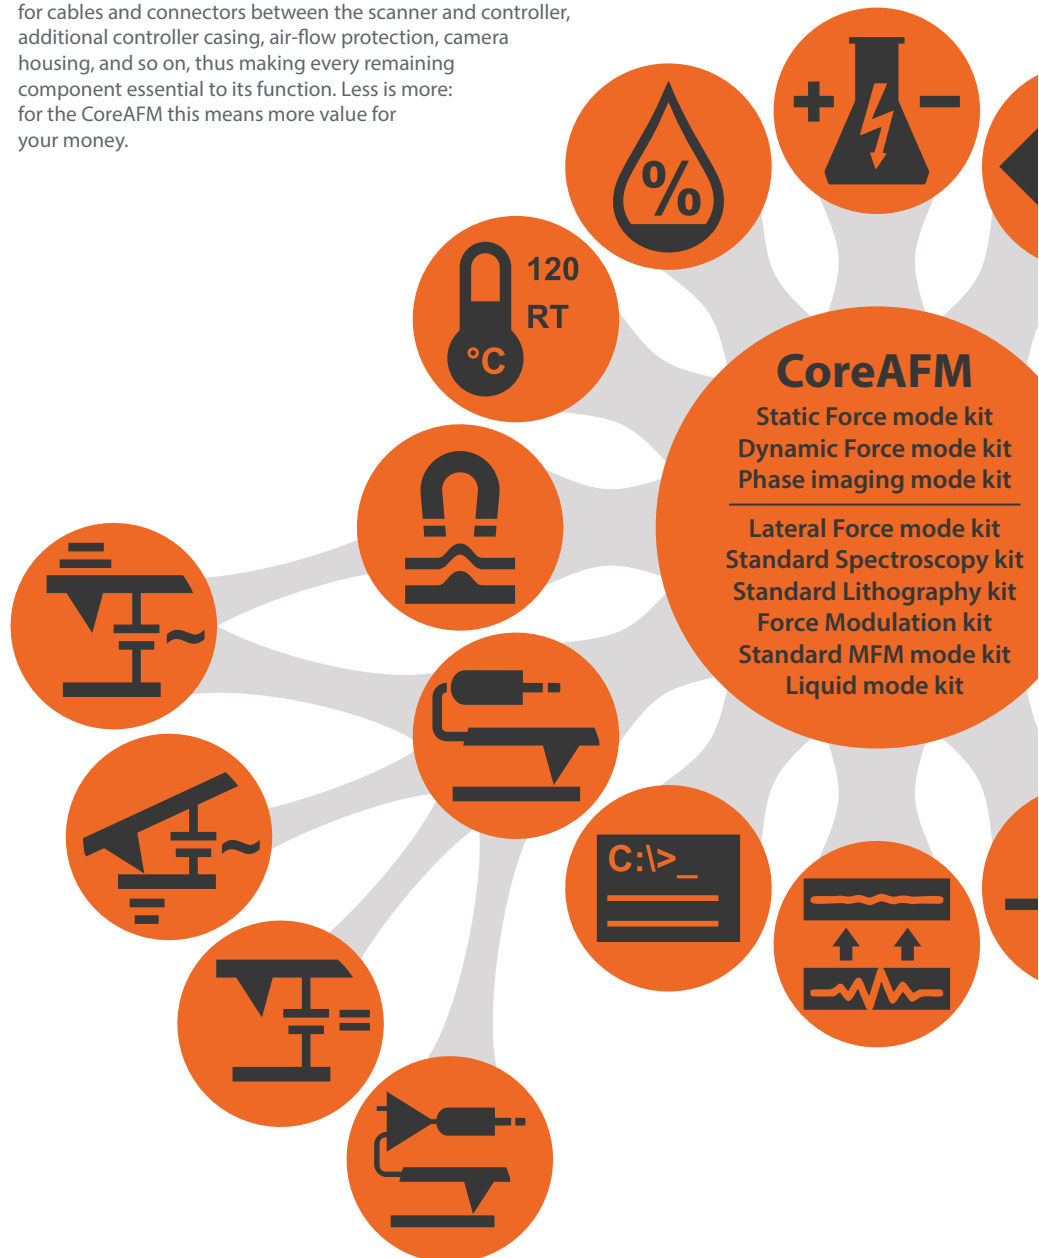 for cables and connectors between the scanner and controller,
additional controller casing, air-flow protection, camera
housing, and so on, thus making every remaining
component essential to its function. Less is more:
for the CoreAFM this means more value for
your money.
%
120
RT
°C
CoreAFM
Static Force mode kit
Dynamic Force mode kit
Phase imaging mode kit
Lateral Force mode kit
Standard Spectroscopy kit
Standard Lithography kit
Force Modulation kit
Standard MFM mode kit
Liquid mode kit
C:\>_